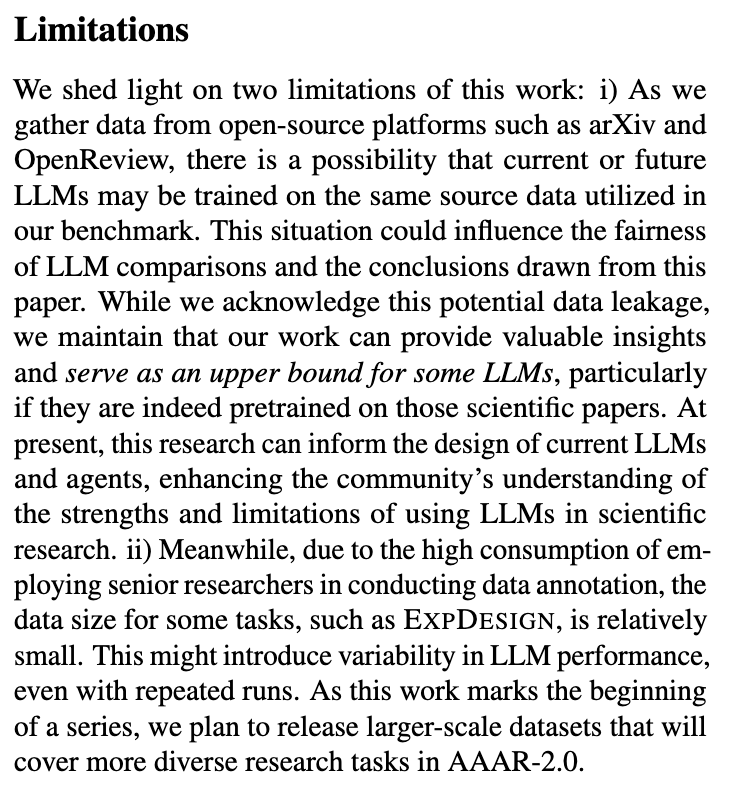 Limitations
We shed light on two limitations of this work: i) As we
gather data from open-source platforms such as arXiv and
OpenReview, there is a possibility that current or future
LLMs may be trained on the same source data utilized in
our benchmark. This situation could influence the fairness
of LLM comparisons and the conclusions drawn from this
paper. While we acknowledge this potential data leakage,
we maintain that our work can provide valuable insights
and serve as an upper bound for some LLMs, particularly
if they are indeed pretrained on those scientific papers. At
present, this research can inform the design of current LLMs
and agents, enhancing the community's understanding of
the strengths and limitations of using LLMs in scientific
research. ii) Meanwhile, due to the high consumption of em-
ploying senior researchers in conducting data annotation, the
data size for some tasks, such as EXPDESIGN, is relatively
small. This might introduce variability in LLM performance,
even with repeated runs. As this work marks the beginning
of a series, we plan to release larger-scale datasets that will
cover more diverse research tasks in AAAR-2.0.